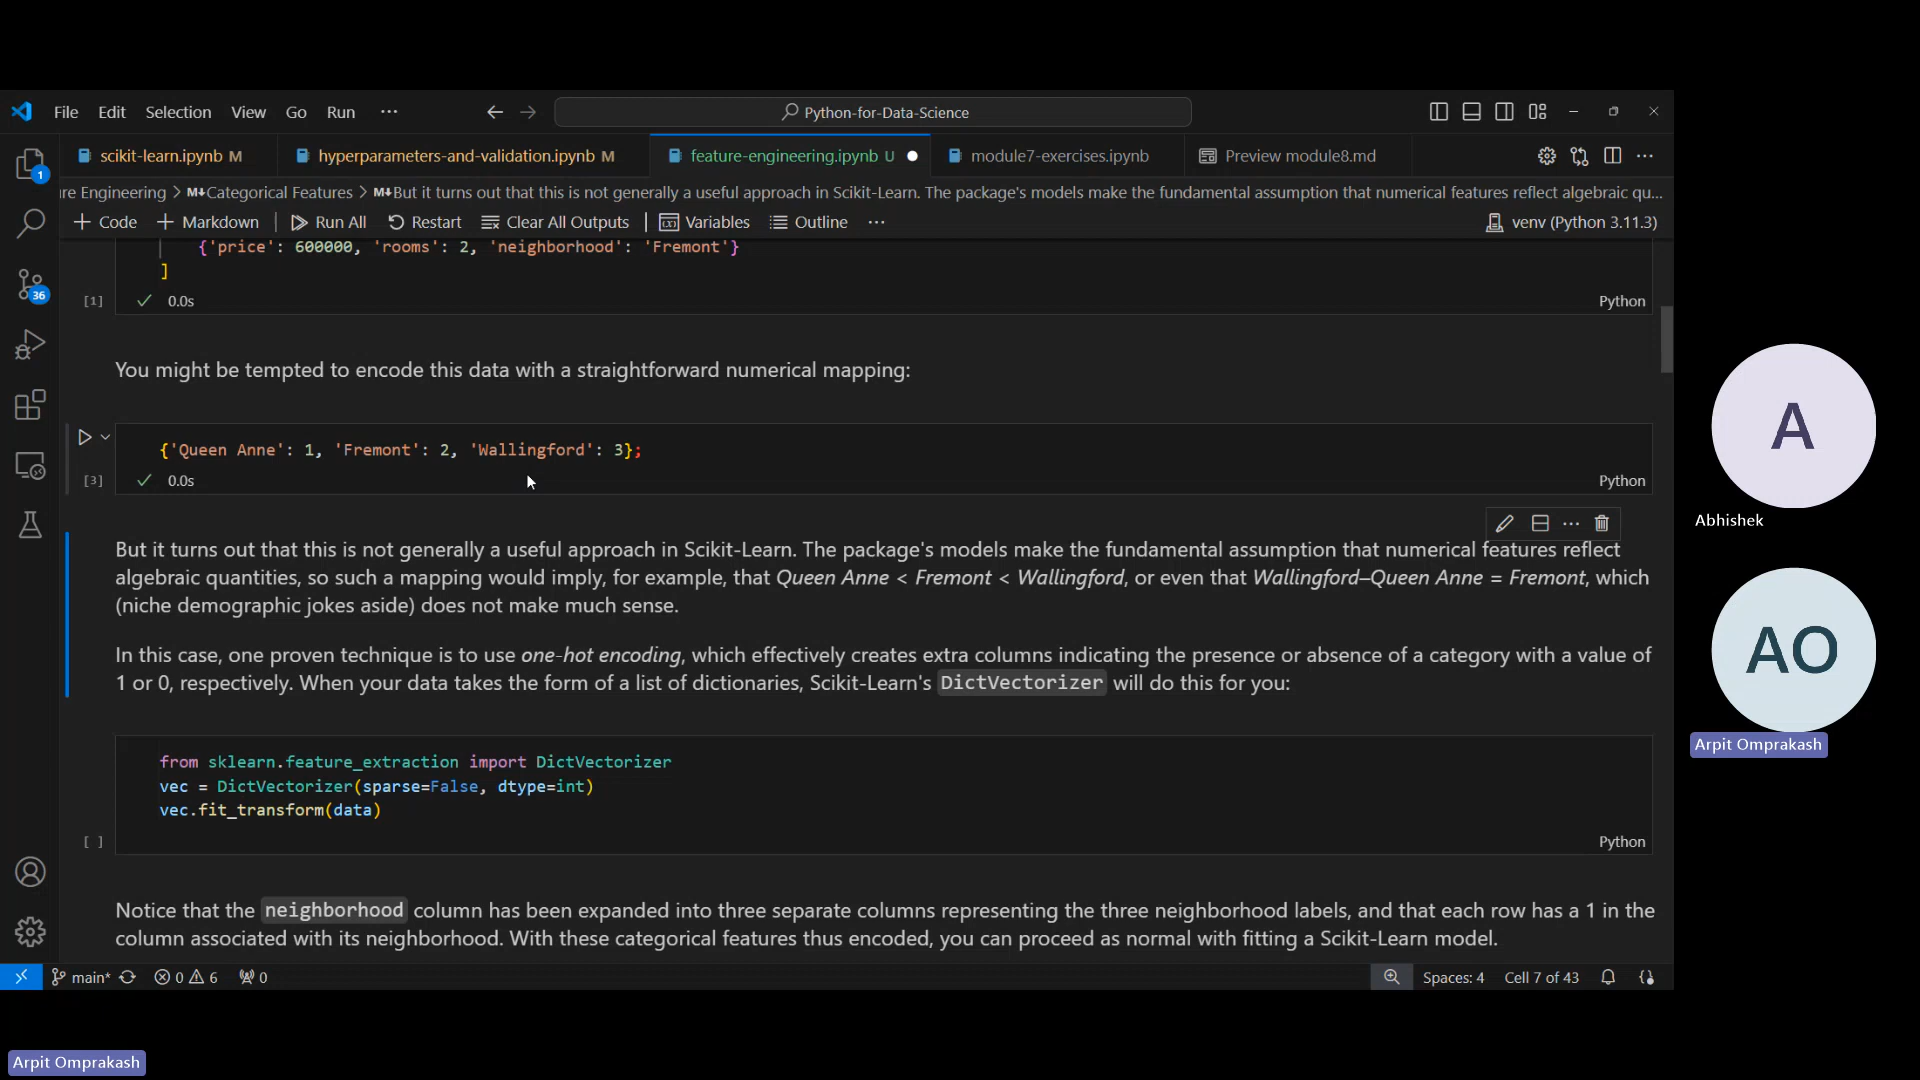 File Edit Selection View Go Run ··· Python-for-Data-Science
scikit-learn.ipynb M hyperparameters-and-validation.ipynb M feature-engineering.ipynb U module7-exercises.ipynb Preview module8.md
re Engineering > M↓Categorical Features > M↓But it turns out that this is not generally a useful approach in Scikit-Learn. The package's models make the fundamental assumption that numerical features reflect algebraic qu...
+ Code + Markdown Run All Restart Clear All Outputs Variables Outline ··· venv (Python 3.11.3)
{'price': 600000, 'rooms': 2, 'neighborhood': 'Fremont'}
]
[1] 0.0s Python
You might be tempted to encode this data with a straightforward numerical mapping:
{'Queen Anne': 1, 'Fremont': 2, 'Wallingford': 3};
[3] 0.0s Python
But it turns out that this is not generally a useful approach in Scikit-Learn. The package's models make the fundamental assumption that numerical features reflect
algebraic quantities, so such a mapping would imply, for example, that Queen Anne < Fremont < Wallingford, or even that Wallingford–Queen Anne = Fremont, which
(niche demographic jokes aside) does not make much sense.
In this case, one proven technique is to use one-hot encoding, which effectively creates extra columns indicating the presence or absence of a category with a value of
1 or 0, respectively. When your data takes the form of a list of dictionaries, Scikit-Learn's DictVectorizer will do this for you:
from sklearn.feature_extraction import DictVectorizer
vec = DictVectorizer(sparse=False, dtype=int)
vec.fit_transform(data)
[ ] Python
Notice that the neighborhood column has been expanded into three separate columns representing the three neighborhood labels, and that each row has a 1 in the
column associated with its neighborhood. With these categorical features thus encoded, you can proceed as normal with fitting a Scikit-Learn model.
1
36
main* 0 6 0 Spaces: 4 Cell 7 of 43
A
Abhishek
AO
Arpit Omprakash
Arpit Omprakash